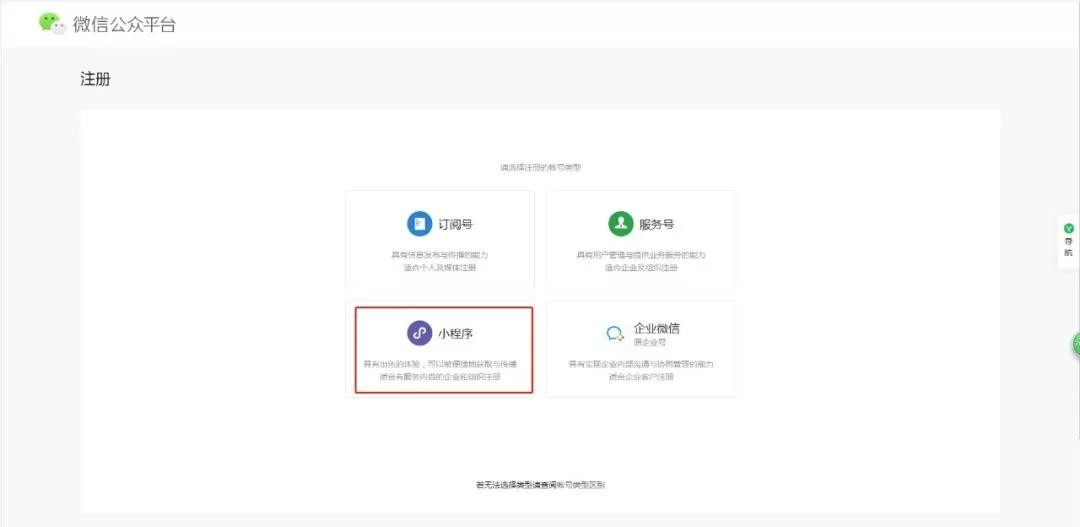 微信公众平台
注册
请选择注册的帐号类型
订阅号
具有信息发布与传播的能力
适合个人及媒体注册
服务号
具有用户管理与提供业务服务的能力
适合企业及组织注册
小程序
具有出色的体验，可以被便捷地获取与传播
适合有服务内容的企业和组织注册
企业微信
原企业号
具有实现企业内部沟通与协同管理的能力
适合企业客户注册
若无法选择类型请查阅帐号类型区别
导航